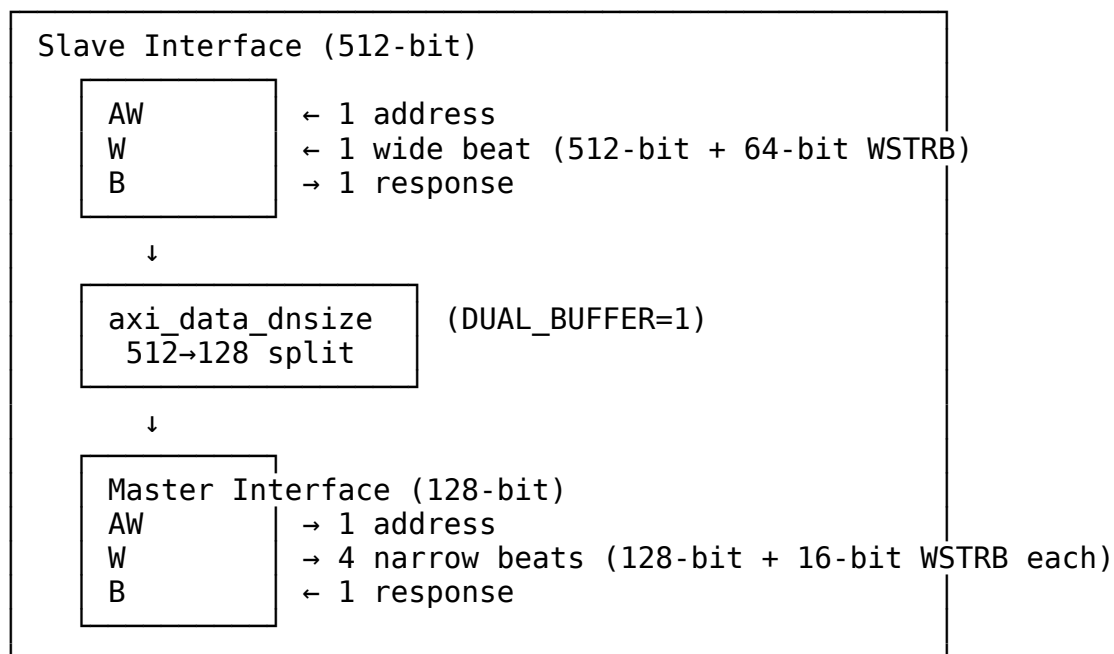 Slave Interface (512-bit)
AW ← 1 address
W ← 1 wide beat (512-bit + 64-bit WSTRB)
B → 1 response
↓
axi_data_dnsize (DUAL_BUFFER=1)
512→128 split
↓
Master Interface (128-bit)
AW → 1 address
W → 4 narrow beats (128-bit + 16-bit WSTRB each)
B ← 1 response